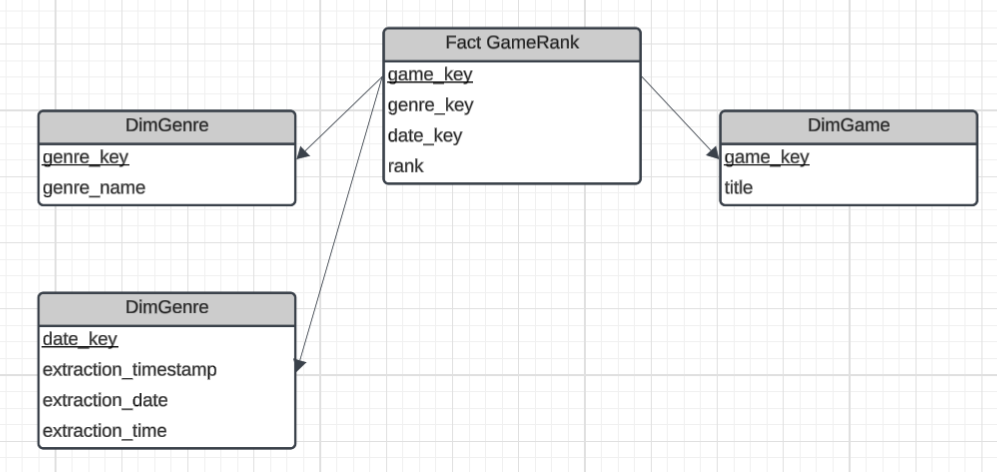 Fact GameRank
game_key
genre_key
date_key
rank
DimGenre
genre_key
genre_name
DimGame
game_key
title
DimGenre
date_key
extraction_timestamp
extraction_date
extraction_time